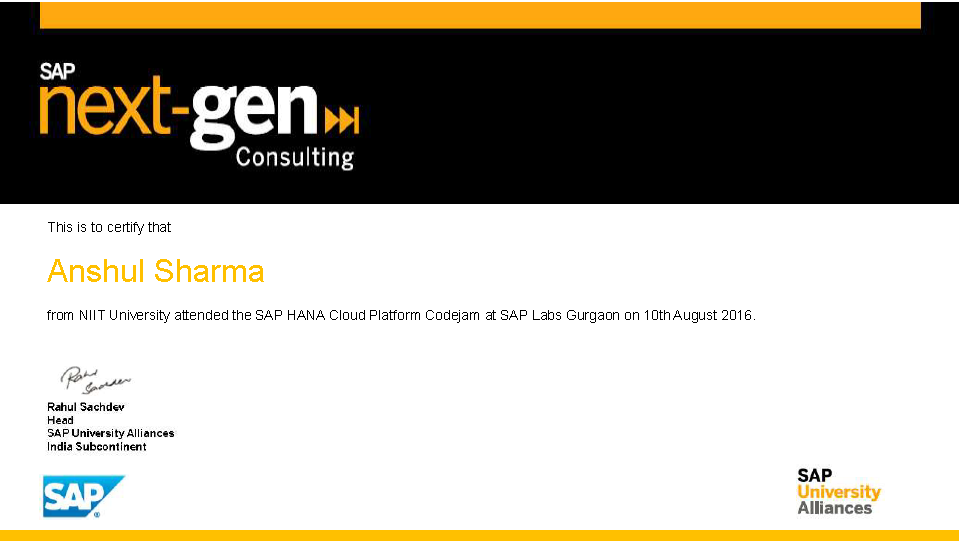 SAP
next-gen
Consulting
This is to certify that
Anshul Sharma
from NIIT University attended the SAP HANA Cloud Platform Codejam at SAP Labs Gurgaon on 10th August 2016.
Rahul
Sachdev
Rahul Sachdev
Head
SAP University Alliances
India Subcontinent
SAP®
SAP
University
Alliances